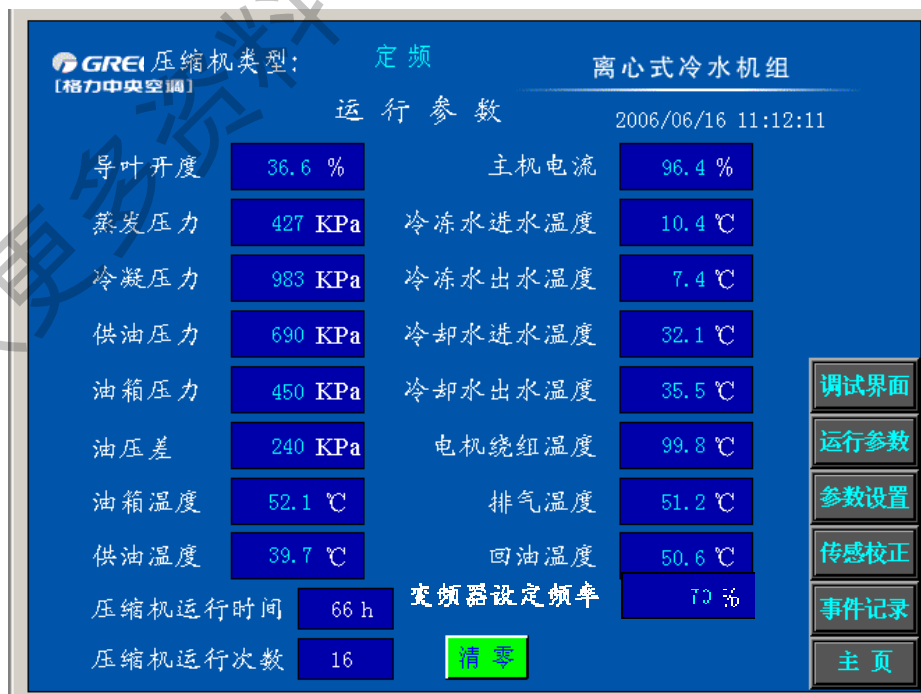 GREE 压缩机类型: 定频
[格力中央空调]
离心式冷水机组
运行参数
2006/06/16 11:12:11
导叶开度 36.6 % 主机电流 96.4 %
蒸发压力 427 KPa 冷冻水进水温度 10.4 ℃
冷凝压力 983 KPa 冷冻水出水温度 7.4 ℃
供油压力 690 KPa 冷却水进水温度 32.1 ℃
油箱压力 450 KPa 冷却水出水温度 35.5 ℃ 调试界面
油压差 240 KPa 电机绕组温度 99.8 ℃ 运行参数
油箱温度 52.1 ℃ 排气温度 51.2 ℃ 参数设置
供油温度 39.7 ℃ 回油温度 50.6 ℃ 传感校正
压缩机运行时间 66 h 变频器设定频率 % 事件记录
压缩机运行次数 16 清零 主页
更多资料